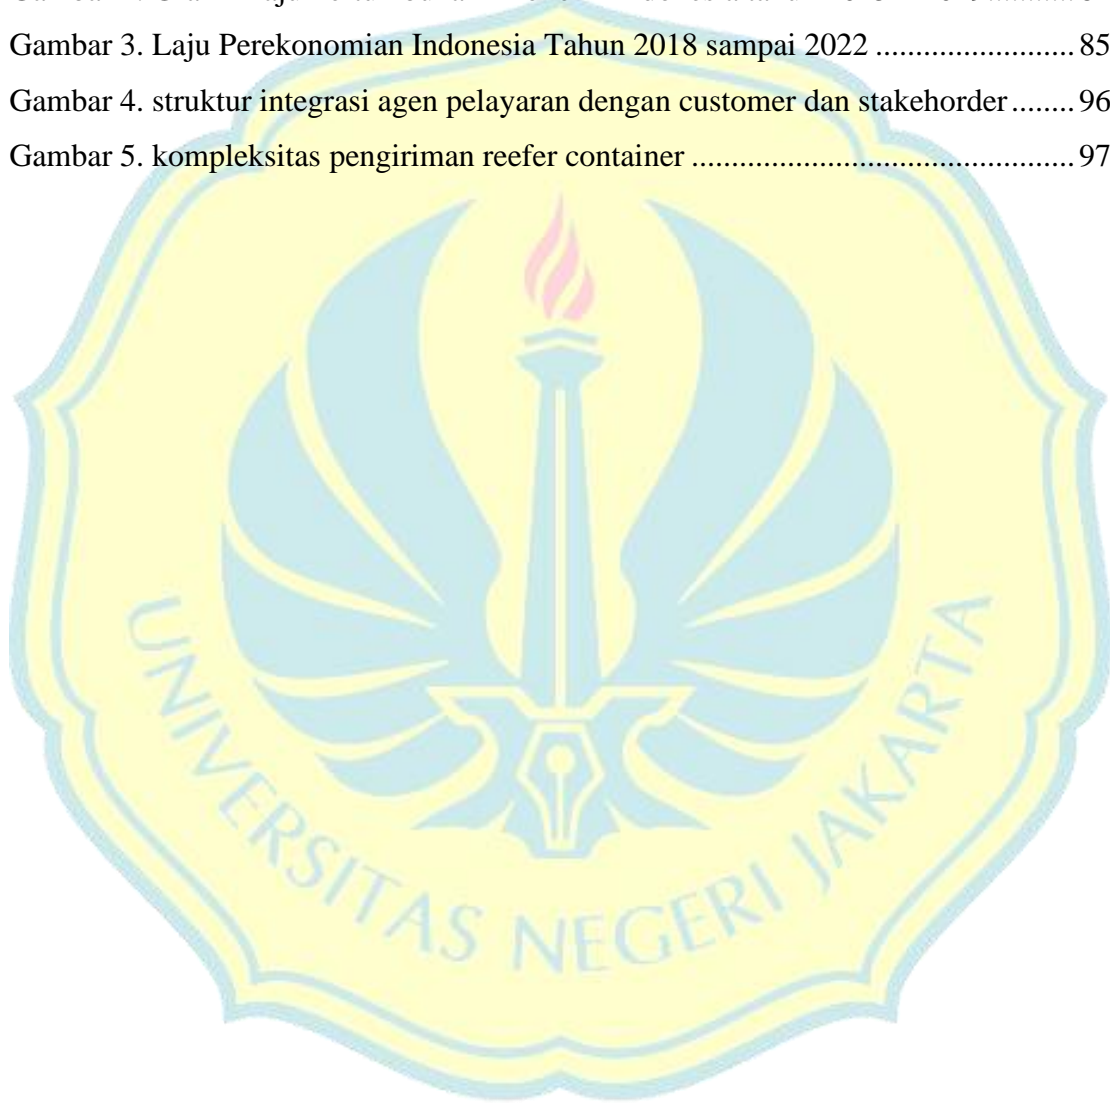 Gambar 3. Laju Perekonomian Indonesia Tahun 2018 sampai 2022 ......................... 85
Gambar 4. struktur integrasi agen pelayaran dengan customer dan stakehorder ........ 96
Gambar 5. kompleksitas pengiriman reefer container ................................................ 97
UNIVERSITAS NEGERI JAKARTA